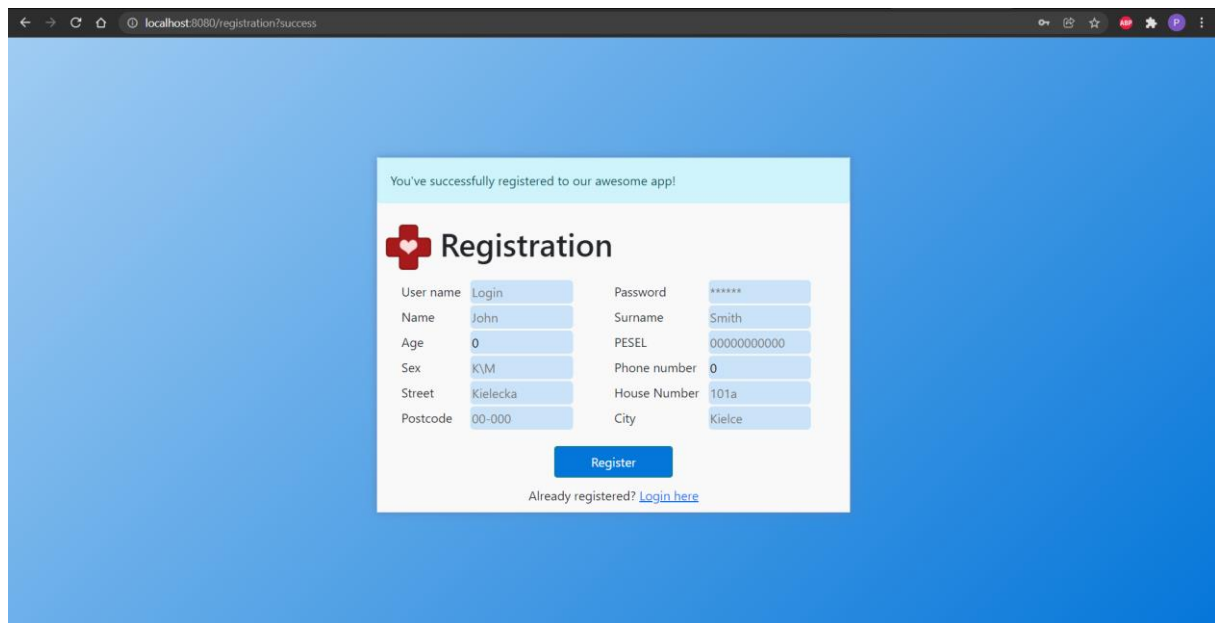 localhost:8080/registration?success
ABP
P
You've successfully registered to our awesome app!
Registration
User name Login Password ******
Name John Surname Smith
Age 0 PESEL 00000000000
Sex K\M Phone number 0
Street Kielecka House Number 101a
Postcode 00-000 City Kielce
Register
Already registered? Login here